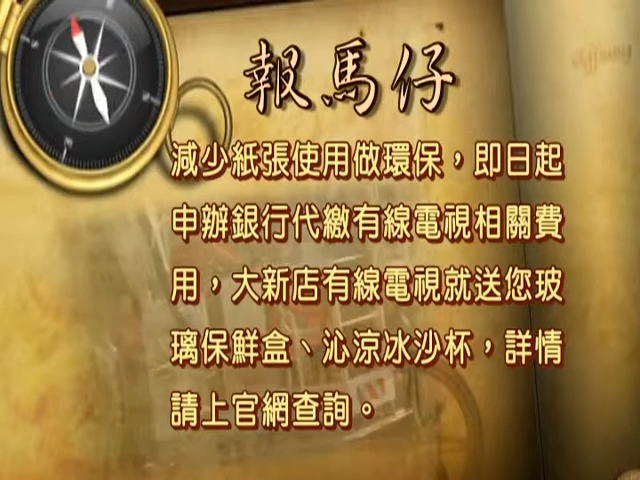 報馬仔
減少紙張使用做環保，即日起
申辦銀行代繳有線電視相關費
用，大新店有線電視就送您玻
璃保鮮盒、沁涼冰沙杯，詳情
請上官網查詢。